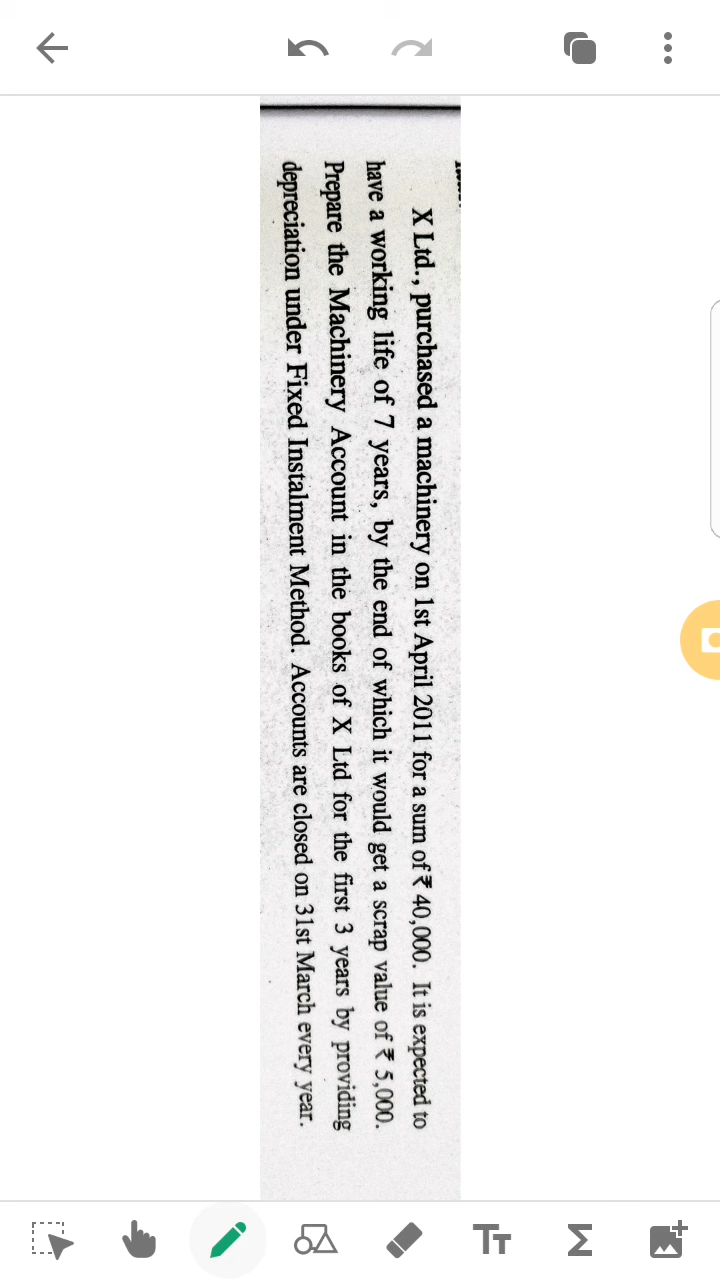 X Ltd., purchased a machinery on 1st April 2011 for a sum of ₹ 40,000. It is expected to
have a working life of 7 years, by the end of which it would get a scrap value of ₹ 5,000.
Prepare the Machinery Account in the books of X Ltd for the first 3 years by providing
depreciation under Fixed Instalment Method. Accounts are closed on 31st March every year.
TT
Σ